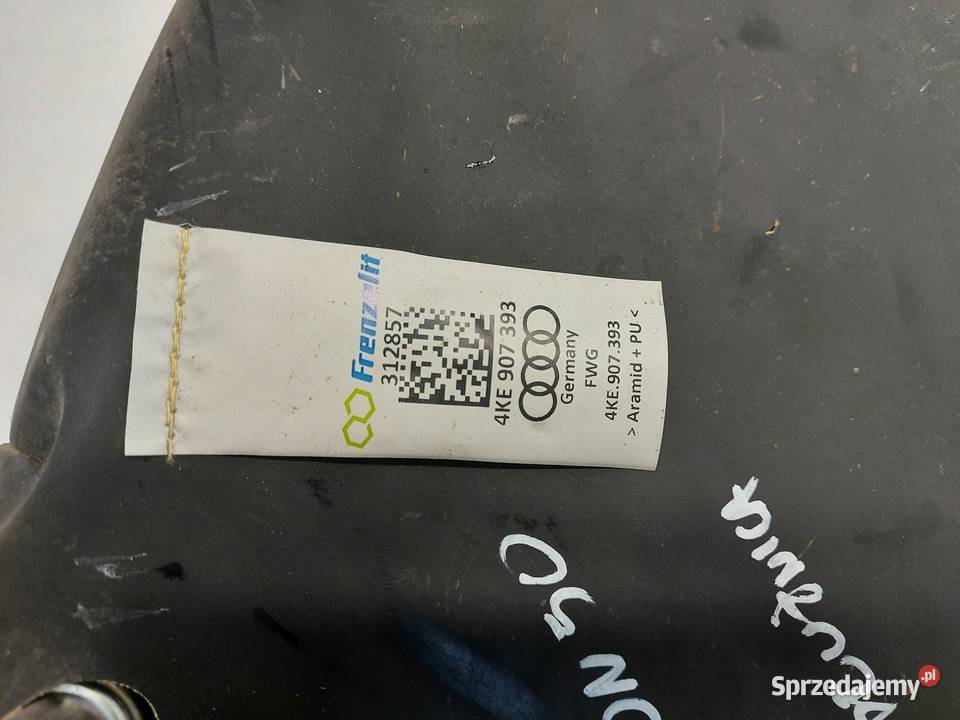 Frenzelit
312857
4KE 907 393
Germany
FWG
4KE.907.393
> Aramid + PU <
Sprzedajemy.pl